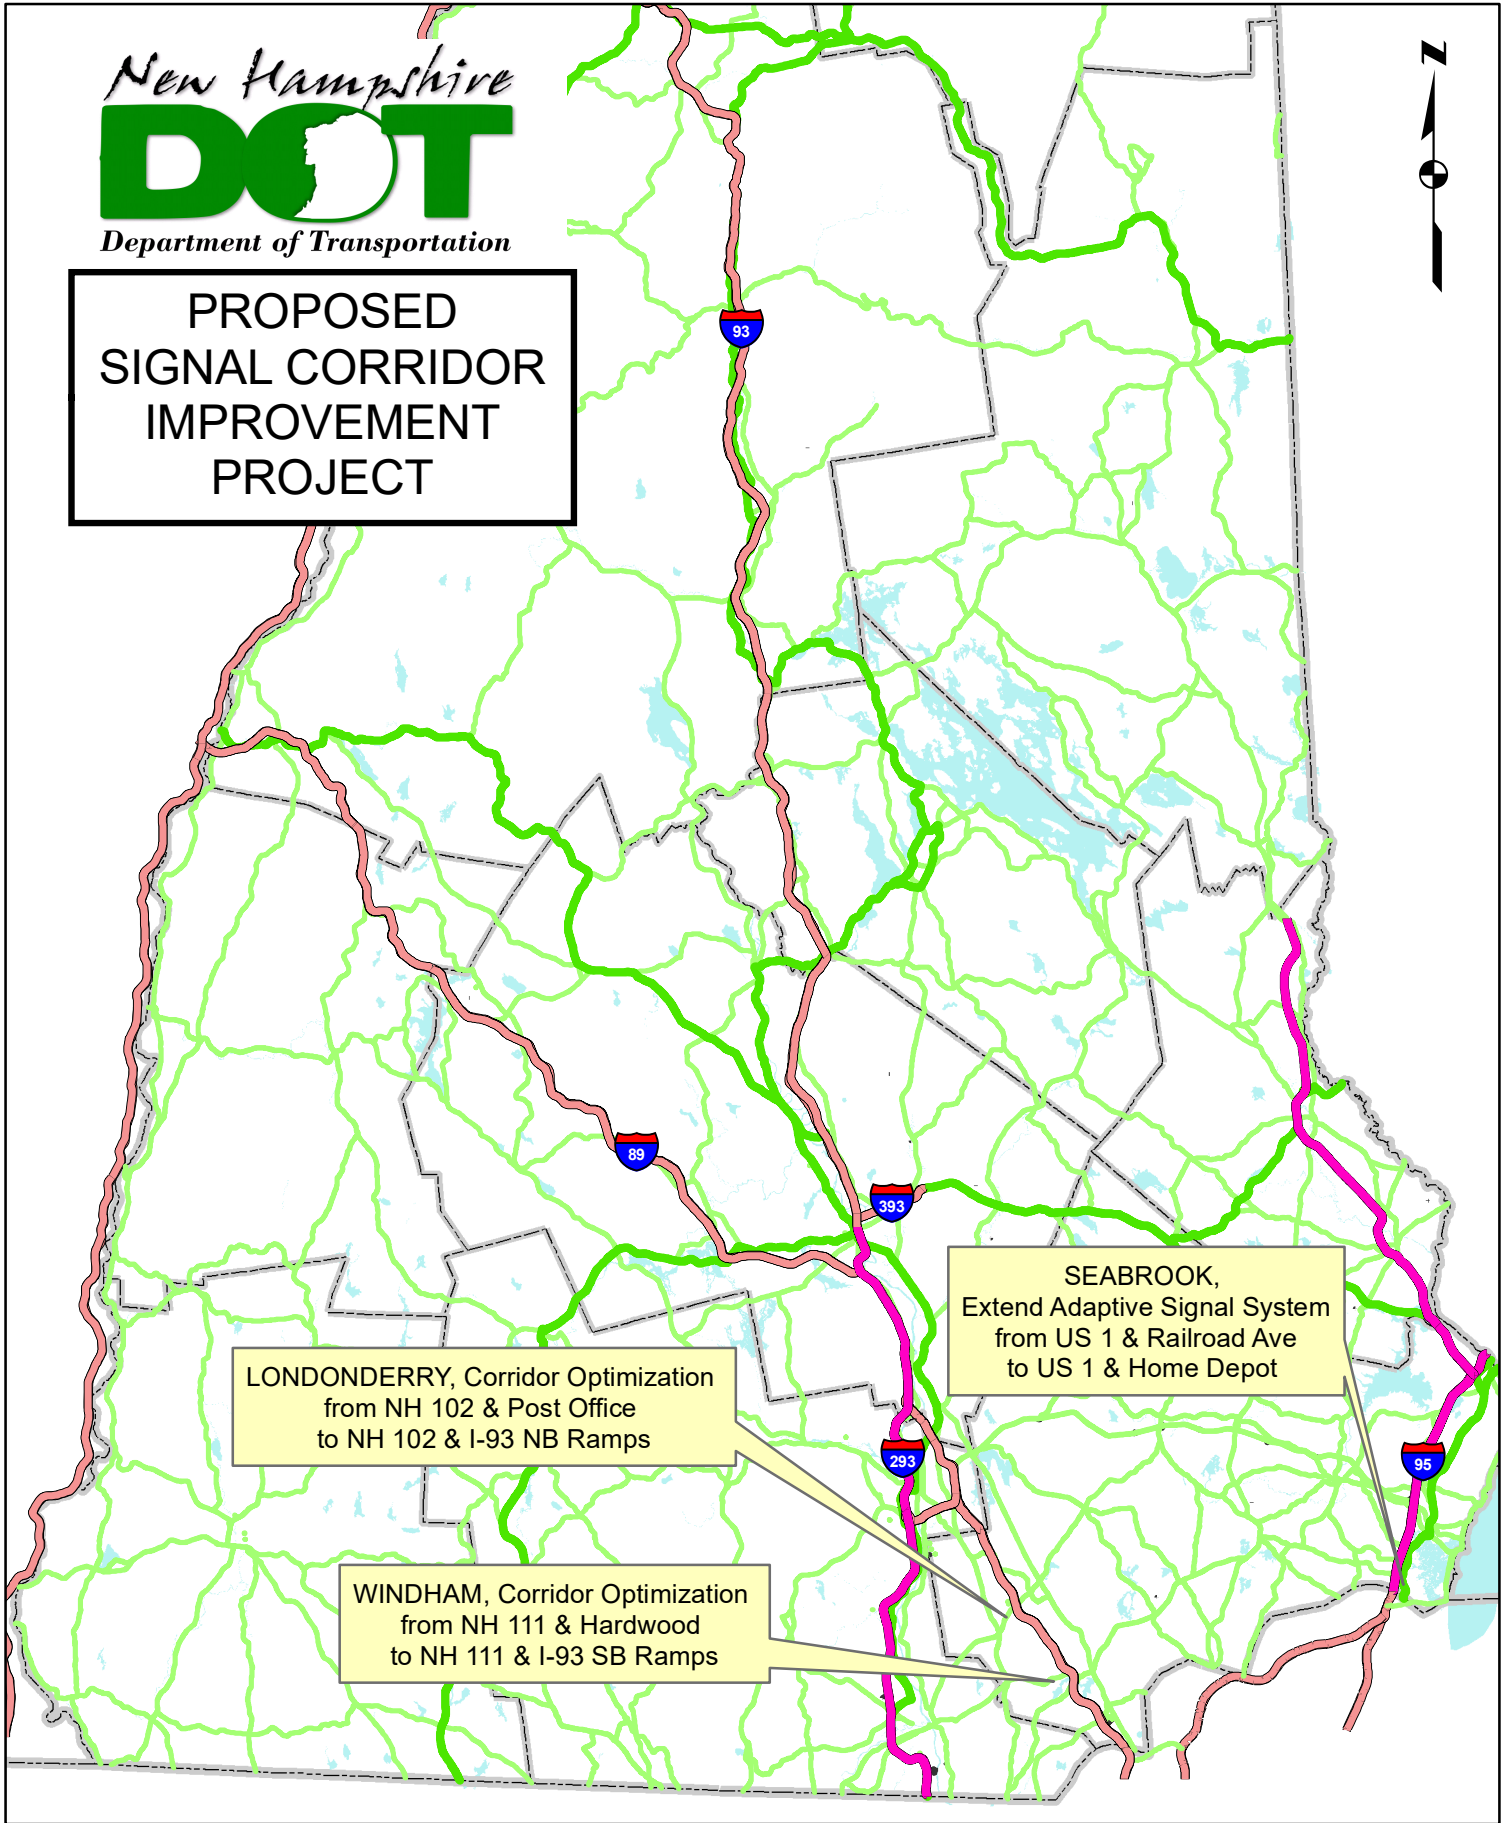 New Hampshire
DOT
Department of Transportation
PROPOSED
SIGNAL CORRIDOR
IMPROVEMENT
PROJECT
N
93
89
393
SEABROOK,
Extend Adaptive Signal System
from US 1 & Railroad Ave
to US 1 & Home Depot
LONDONDERRY, Corridor Optimization
from NH 102 & Post Office
to NH 102 & I-93 NB Ramps
293
95
WINDHAM, Corridor Optimization
from NH 111 & Hardwood
to NH 111 & I-93 SB Ramps